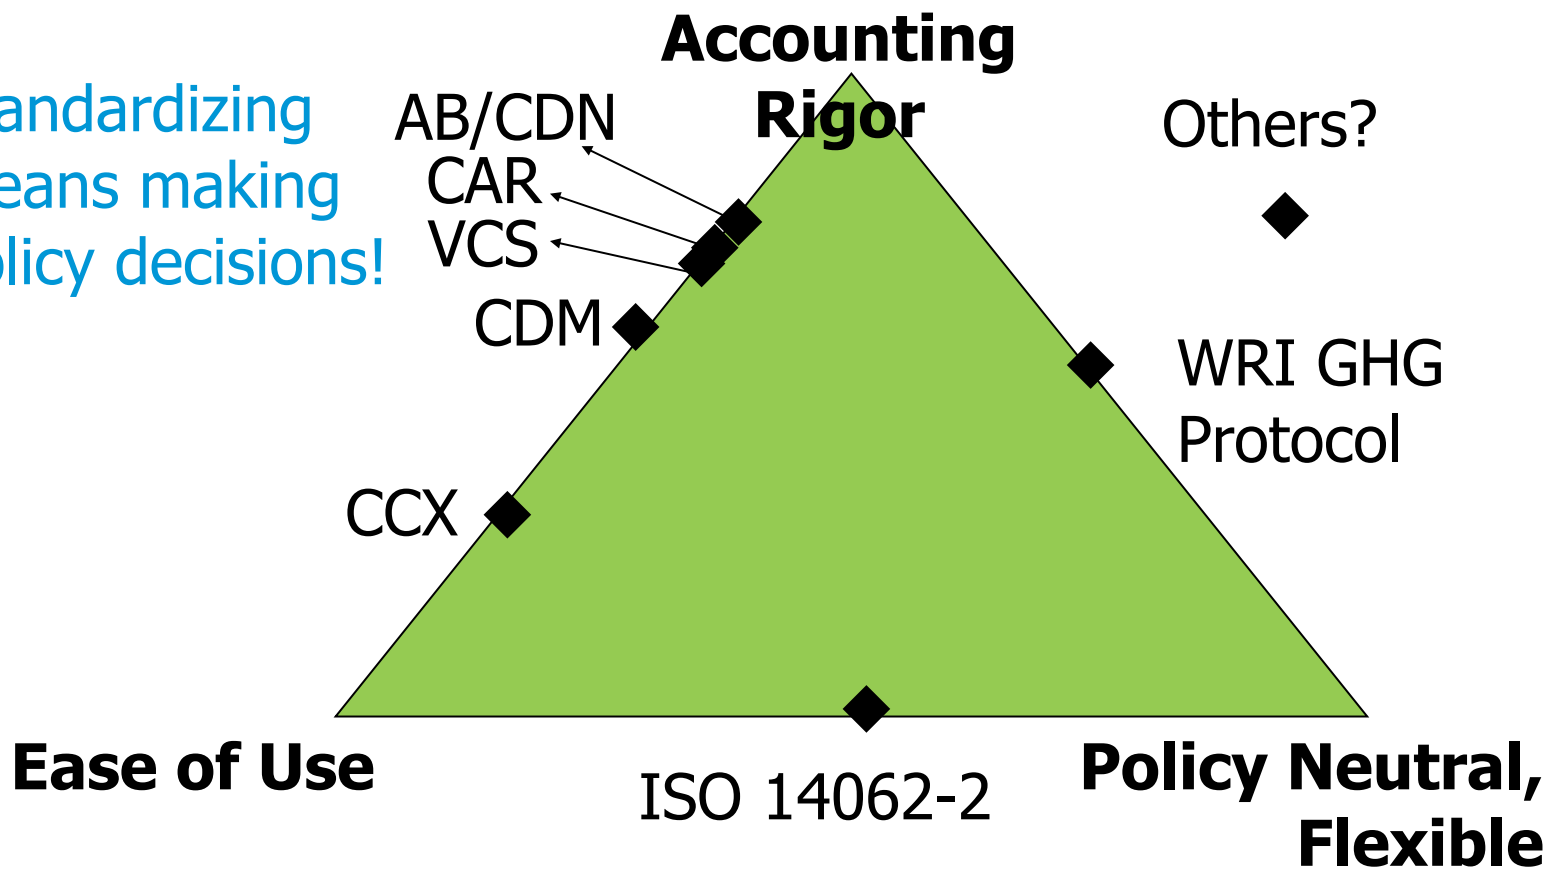 Accounting
Rigor
andardizing
eans making
licy decisions!
AB/CDN
CAR
VCS
CDM
CCX
Others?
WRI GHG
Protocol
Ease of Use
ISO 14062-2
Policy Neutral,
Flexible